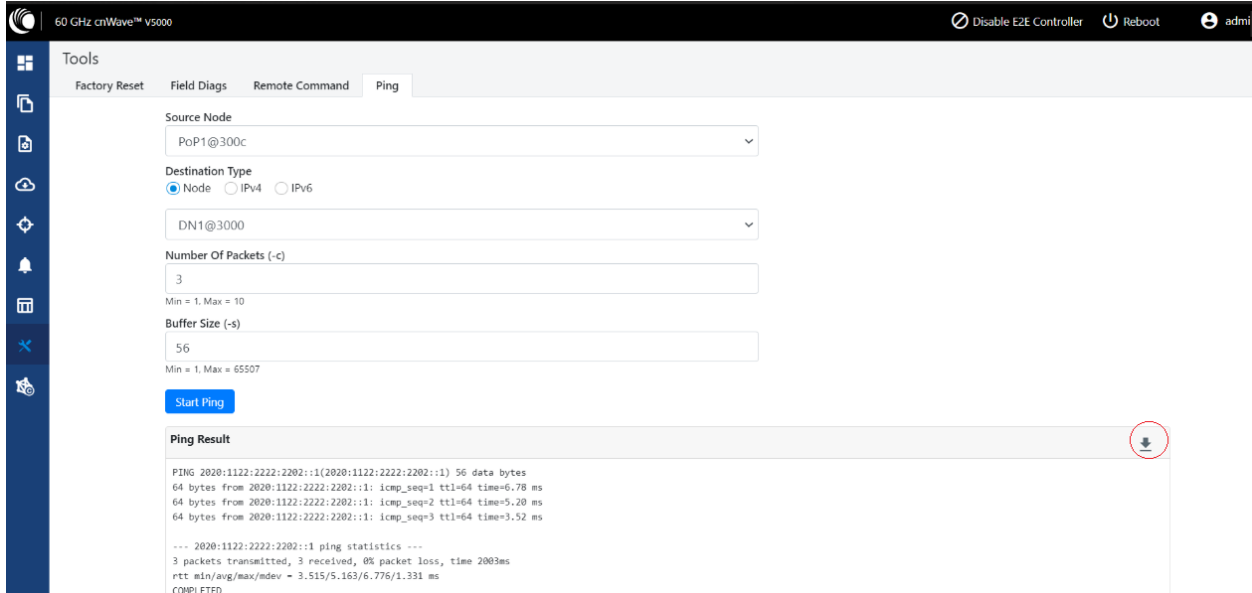 60 GHz cnWave™ V5000
Disable E2E Controller
Reboot
admi
Tools
Factory Reset
Field Diags
Remote Command
Ping
Source Node
PoP1@300c
Destination Type
Node
IPv4
IPv6
DN1@3000
Number Of Packets (-c)
3
Min = 1, Max = 10
Buffer Size (-s)
56
Min = 1, Max = 65507
Start Ping
Ping Result
PING 2020:1122:2222:2202::1(2020:1122:2222:2202::1) 56 data bytes
64 bytes from 2020:1122:2222:2202::1: icmp_seq=1 ttl=64 time=6.78 ms
64 bytes from 2020:1122:2222:2202::1: icmp_seq=2 ttl=64 time=5.20 ms
64 bytes from 2020:1122:2222:2202::1: icmp_seq=3 ttl=64 time=3.52 ms
--- 2020:1122:2222:2202::1 ping statistics ---
3 packets transmitted, 3 received, 0% packet loss, time 2003ms
rtt min/avg/max/mdev = 3.515/5.163/6.776/1.331 ms
COMPLETED